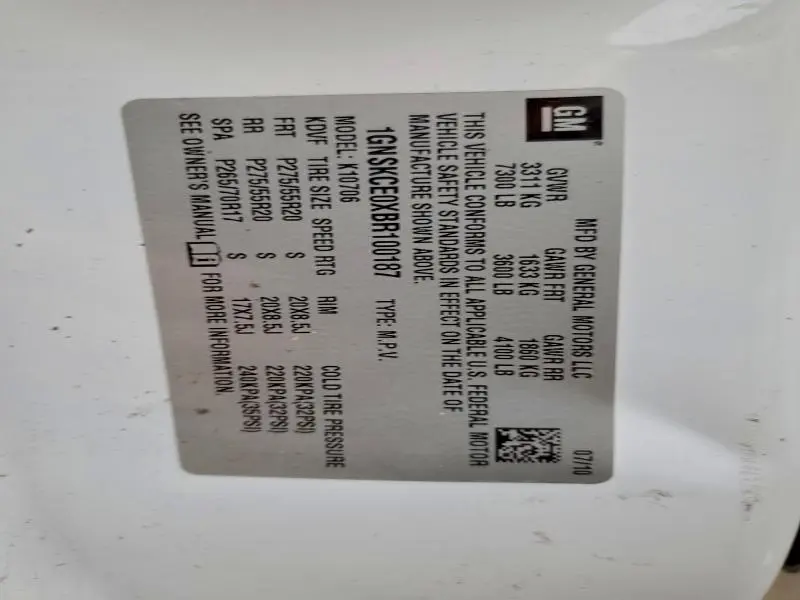 GM®
MFD BY GENERAL MOTORS LLC 07/10
GVWR GAWR FRT GAWR RR
3311 KG 1633 KG 1860 KG
7300 LB 3600 LB 4100 LB
THIS VEHICLE CONFORMS TO ALL APPLICABLE U.S. FEDERAL MOTOR
VEHICLE SAFETY STANDARDS IN EFFECT ON THE DATE OF
MANUFACTURE SHOWN ABOVE.
1GNSKCE0XBR100187 TYPE: M.P.V.
MODEL: K10706
KDVF TIRE SIZE SPEED RTG RIM COLD TIRE PRESSURE
FRT P275/55R20 S 20X8.5J 220KPA(32PSI)
RR P275/55R20 S 20X8.5J 220KPA(32PSI)
SPA P265/70R17 S 17X7.5J 240KPA(35PSI)
SEE OWNER'S MANUAL FOR MORE INFORMATION.